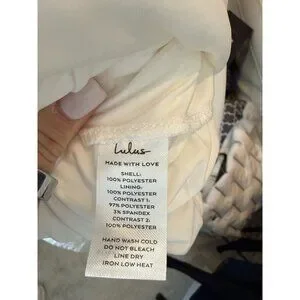 Lulus
MADE WITH LOVE
SHELL:
100% POLYESTER
LINING:
100% POLYESTER
CONTRAST 1:
97% POLYESTER
3% SPANDEX
CONTRAST 2:
100% POLYESTER
HAND WASH COLD
DO NOT BLEACH
LINE DRY
IRON LOW HEAT